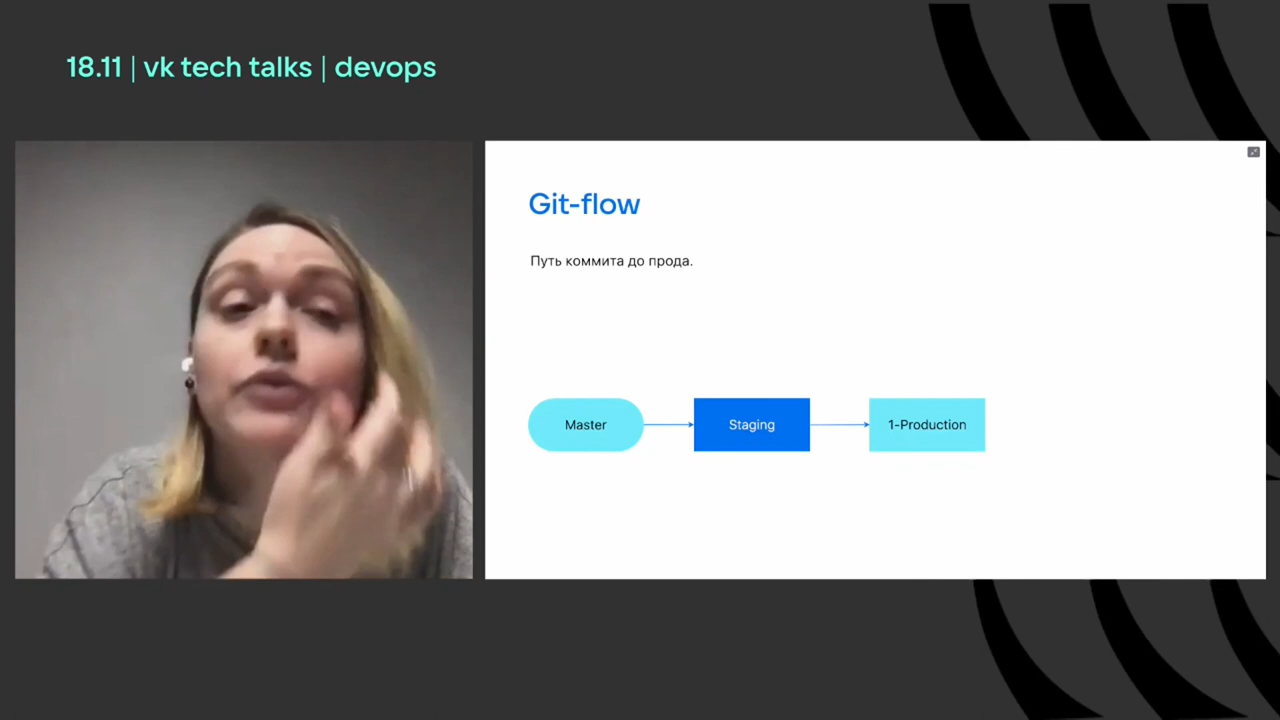 18.11 | vk tech talks | devops
Git-flow
Путь коммита до прода.
Master
Staging
1-Production